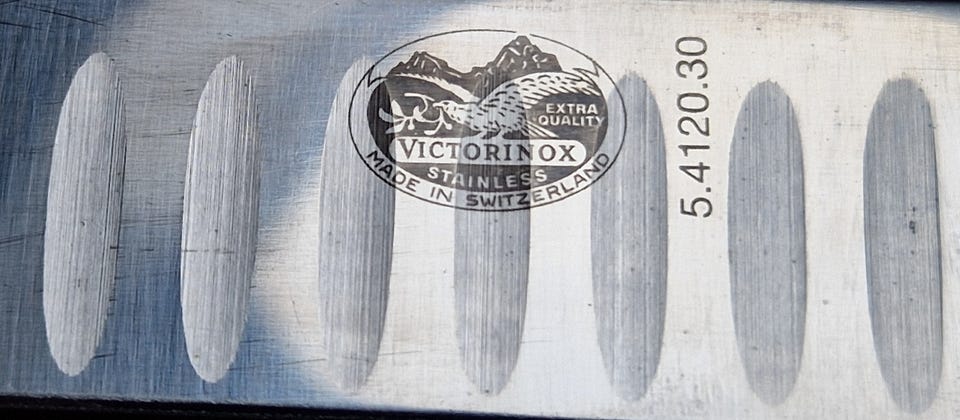 EXTRA
QUALITY
VICTORINOX
STAINLESS
MADE IN SWITZERLAND
5.4120.30